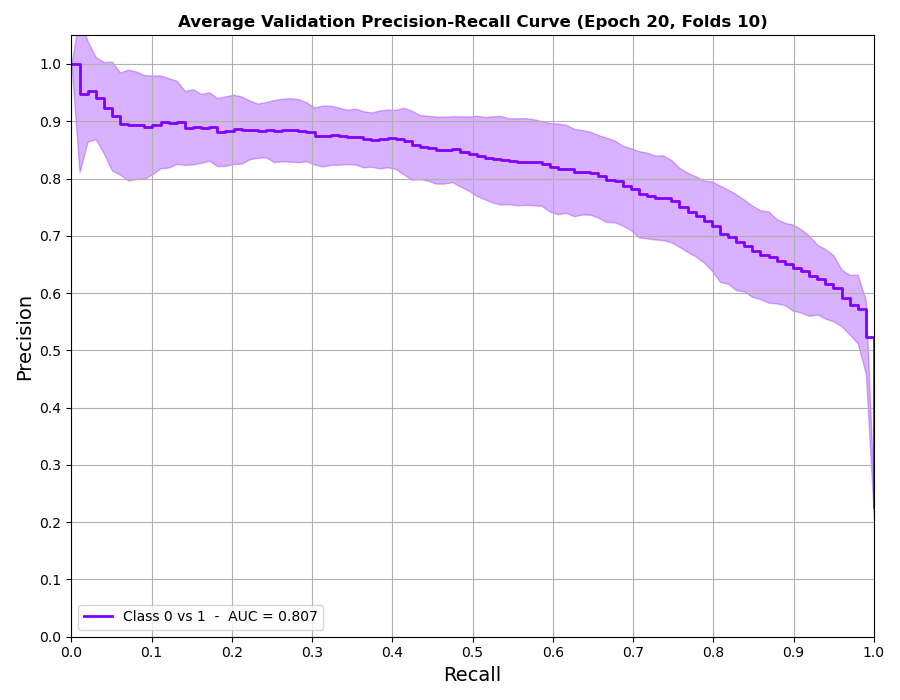 Average Validation Precision-Recall Curve (Epoch 20, Folds 10)
Precision
1.0
0.9
0.8
0.7
0.6
0.5
0.4
0.3
0.2
0.1
0.0
Class 0 vs 1 - AUC = 0.807
0.0 0.1 0.2 0.3 0.4 0.5 0.6 0.7 0.8 0.9 1.0
Recall